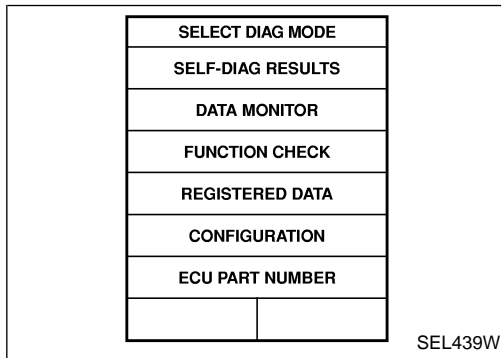 SELECT DIAG MODE
SELF-DIAG RESULTS
DATA MONITOR
FUNCTION CHECK
REGISTERED DATA
CONFIGURATION
ECU PART NUMBER
SEL439W